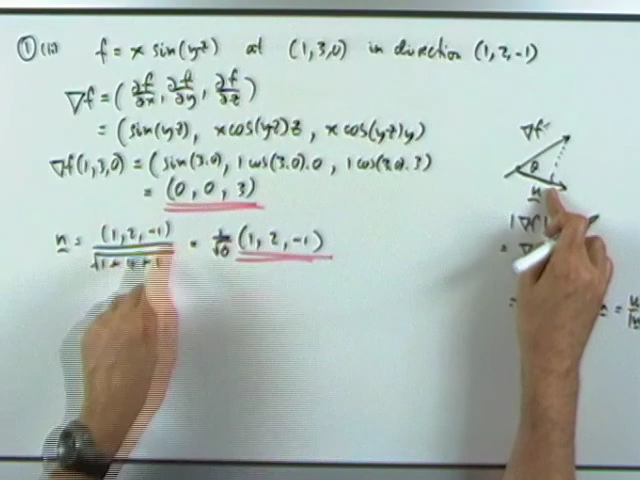 ① (ii) f = x sin(yz) at (1,3,0) in direction (1,2,-1)
∇f = (∂f/∂x, ∂f/∂y, ∂f/∂z)
= (sin(yz), x cos(yz)z, x cos(yz)y)
∇f(1,3,0) = (sin(3.0), 1 cos(3.0).0, 1 cos(3.0).3)
= (0, 0, 3)
n = (1,2,-1)/√1+4+1 = 1/√6 (1, 2, -1)
∇f
θ
n
|∇f|
=
=